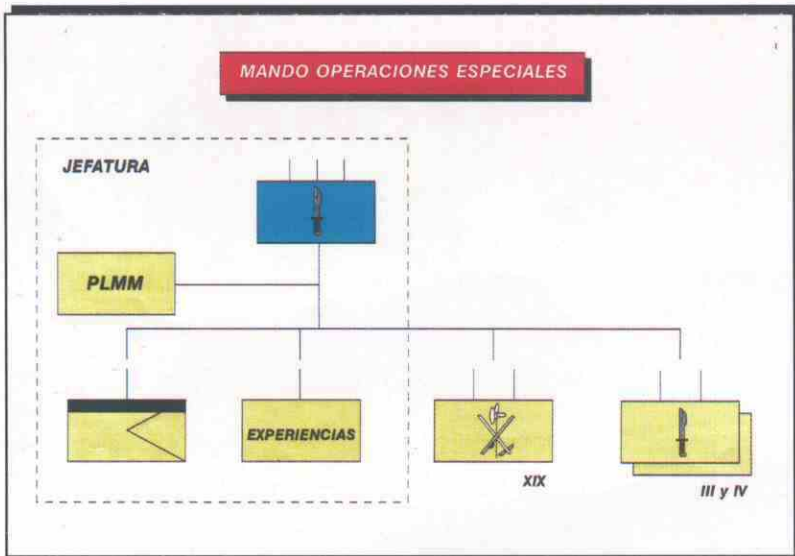 MANDO OPERACIONES ESPECIALES
JEFATURA
PLMM
EXPERIENCIAS
XIX
III y IV